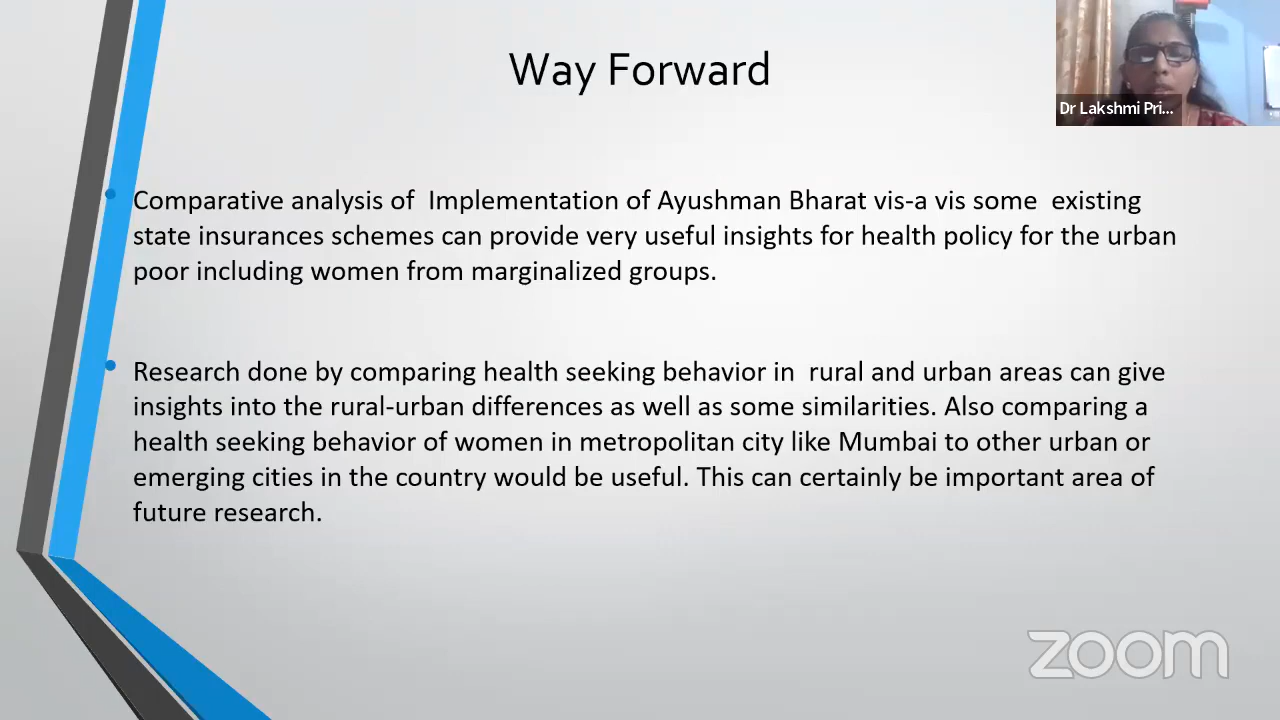 Way Forward
Dr Lakshmi Pri...
• Comparative analysis of Implementation of Ayushman Bharat vis-a vis some existing
state insurances schemes can provide very useful insights for health policy for the urban
poor including women from marginalized groups.
• Research done by comparing health seeking behavior in rural and urban areas can give
insights into the rural-urban differences as well as some similarities. Also comparing a
health seeking behavior of women in metropolitan city like Mumbai to other urban or
emerging cities in the country would be useful. This can certainly be important area of
future research.
zoom